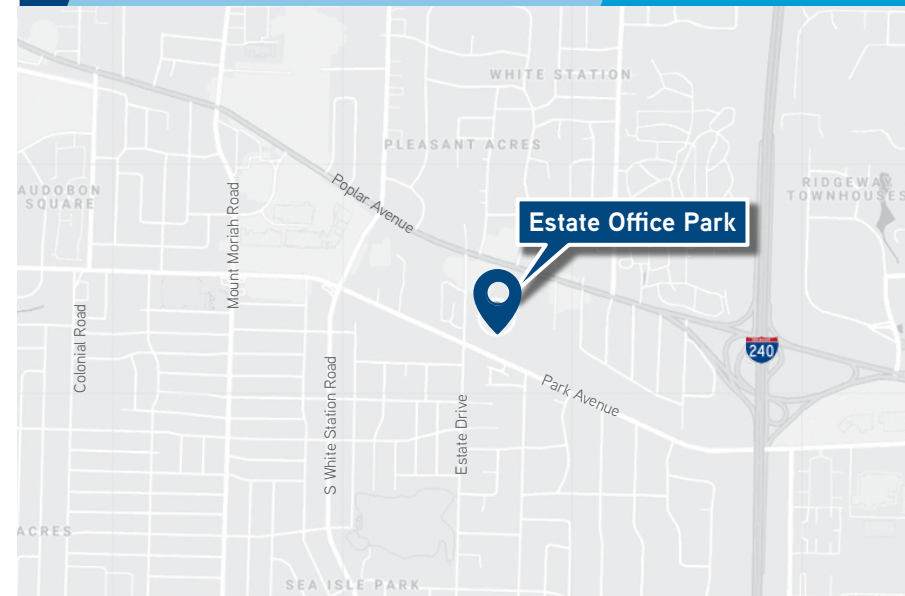 WHITE STATION
PLEASANT ACRES
AUDOBON
SQUARE
RIDGEWAY
TOWNHOUSES
Poplar Avenue
Mount Moriah Road
Estate Office Park
Colonial Road
240
S White Station Road
Park Avenue
Estate Drive
ACRES
SEA ISLE PARK